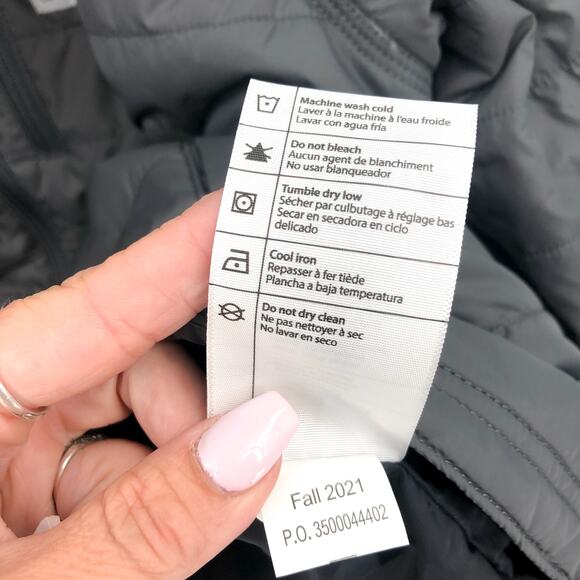 Machine wash cold
Laver à la machine à l'eau froide
Lavar con agua fría
Do not bleach
Aucun agent de blanchiment
No usar blanqueador
Tumble dry low
Sécher par culbutage à réglage bas
Secar en secadora en ciclo
delicado
Cool iron
Repasser à fer tiède
Plancha a baja temperatura
Do not dry clean
Ne pas nettoyer à sec
No lavar en seco
Fall 2021
P.O. 3500044402